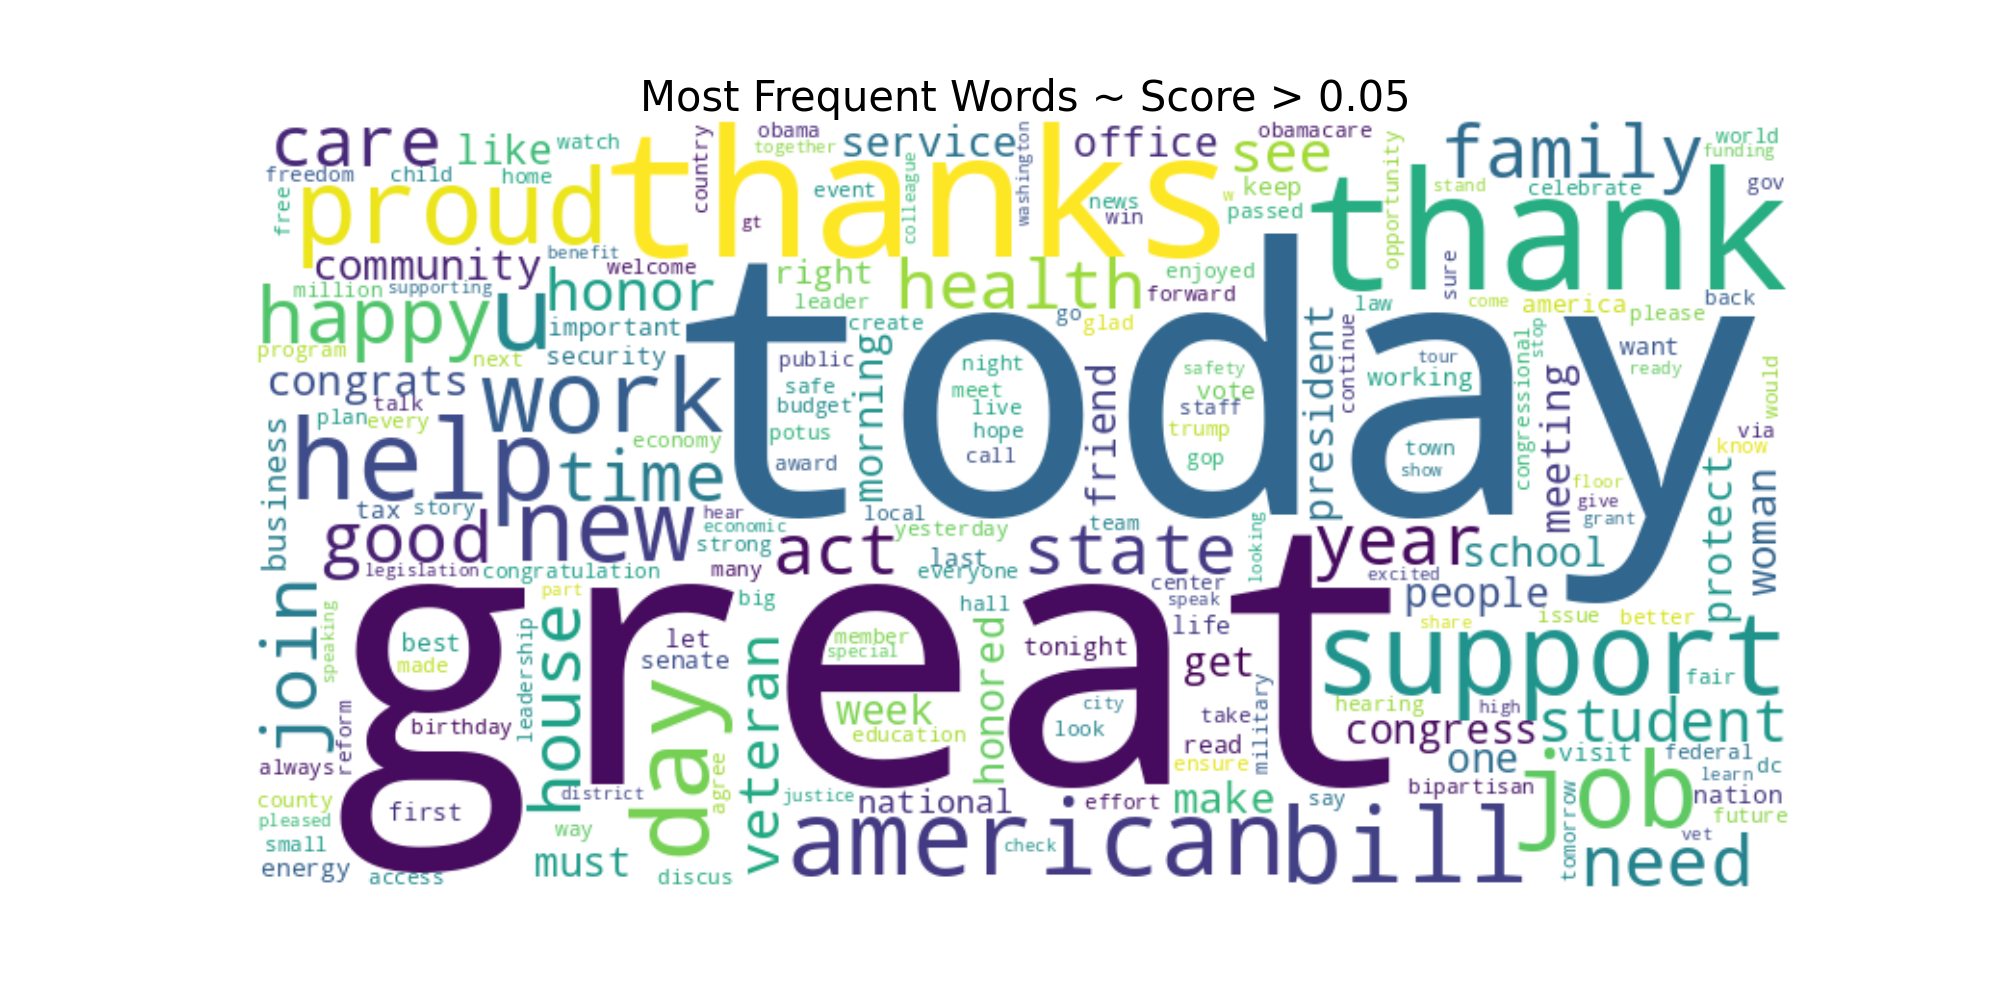 Most Frequent Words ~ Score > 0.05
care
like
watch
thanks
country
obama
together
service
colleague
washington
office
obamacare
see
family
world
funding
freedom
child
home
free
proud
event
gt
news
win
w
keep
passed
opportunity
stand
celebrate
thank
gov
community
benefit
welcome
right
leader
health
enjoyed
forward
sure
law
come
america
back
please
million
supporting
happy
u
honor
important
security
program
next
create
go
glad
today
president
continue
congressional
stop
want
ready
would
congrats
talk
work
public
safe
budget
potus
award
morning
night
meet
live
hope
call
friend
safety
vote
staff
trump
gop
tour
working
town
show
meeting
via
know
plan
every
help
economy
time
business
tax
story
new
hear
economic
strong
many
local
yesterday
last
everyone
team
state
looking
year
school
floor
give
grant
protect
woman
good
legislation
congratulation
act
center
speak
excited
people
join
speaking
great
best
made
part
leadership
house
let
senate
big
member
special
hall
honored
tonight
life
get
share
issue
better
support
fair
reform
birthday
day
veteran
week
education
city
look
take
read
ensure
military
hearing
high
congress
student
always
agree
one
visit
federal
dc
learn
nation
future
county
pleased
first
district
justice
national
effort
make
say
bipartisan
job
tomorrow
vet
small
energy
access
way
must
discus
american
check
bill
need